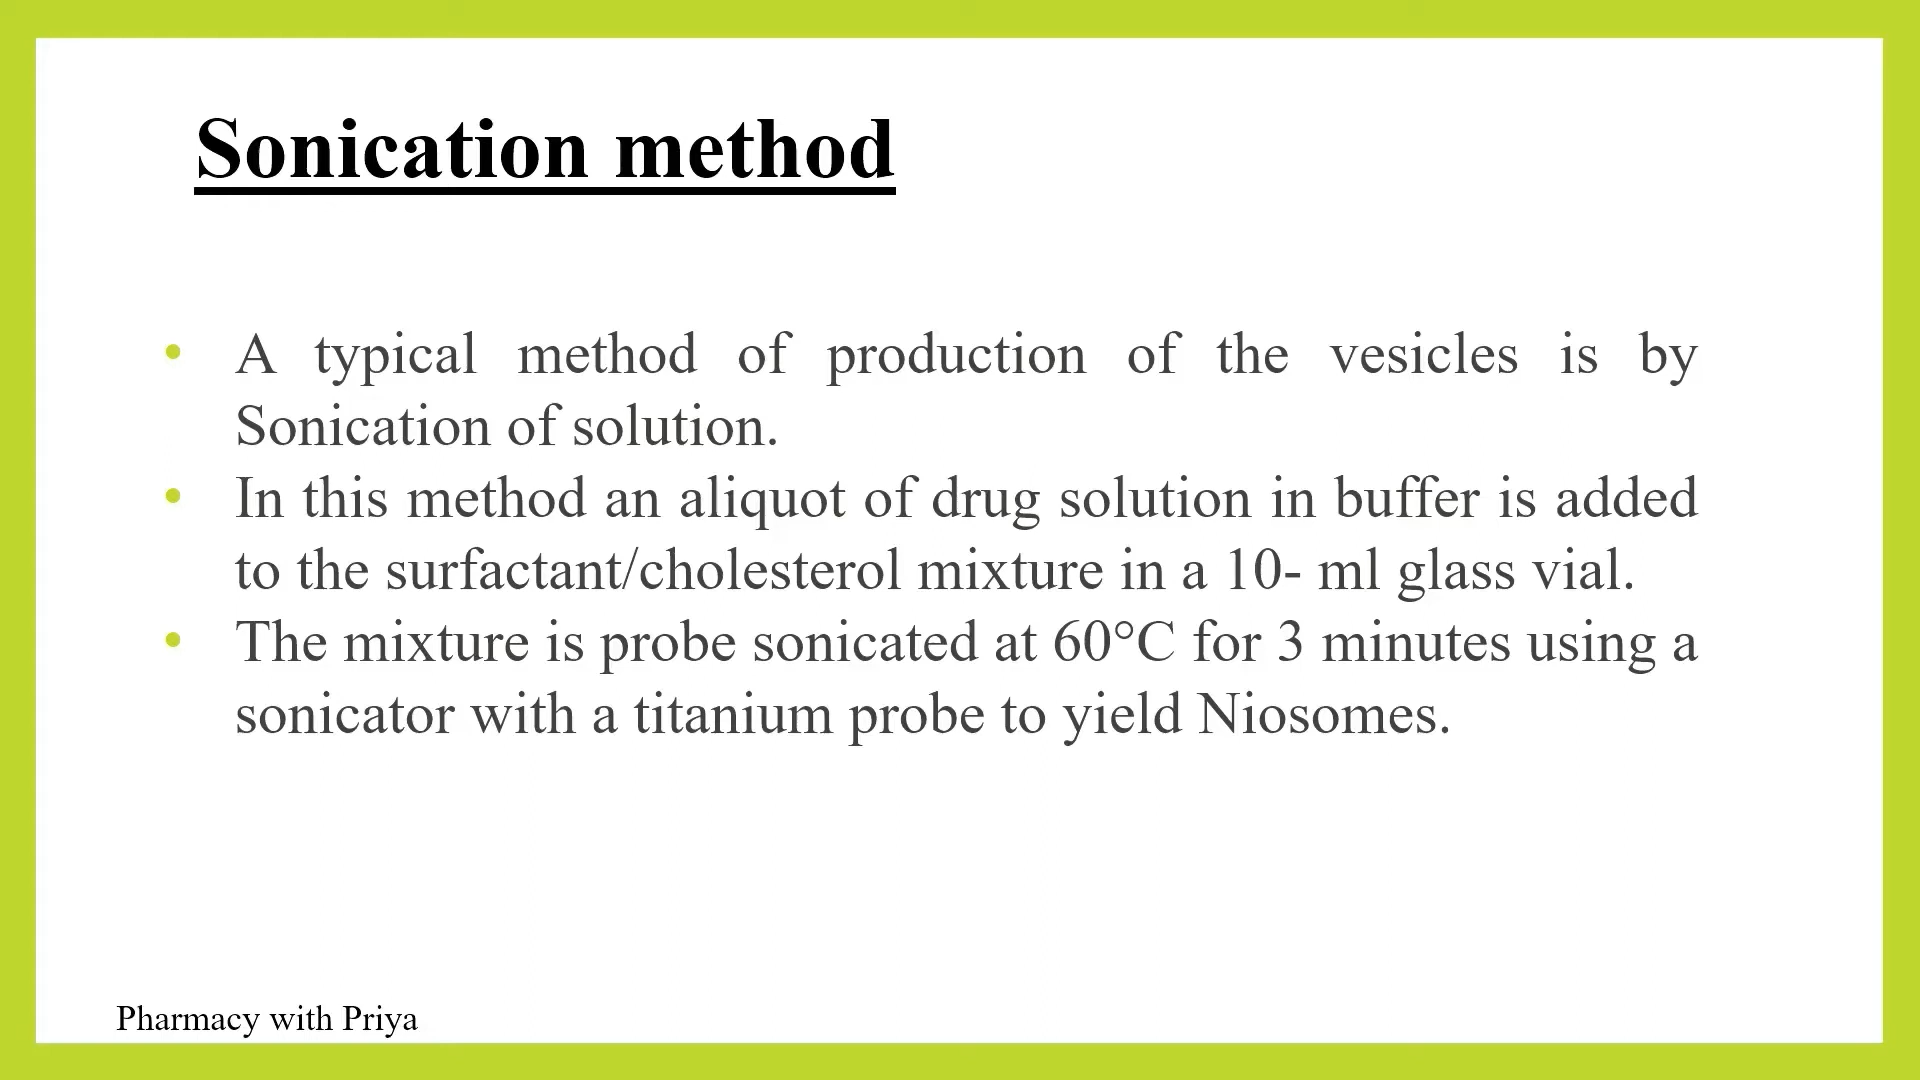 Sonication method
• A typical method of production of the vesicles is by
Sonication of solution.
• In this method an aliquot of drug solution in buffer is added
to the surfactant/cholesterol mixture in a 10- ml glass vial.
• The mixture is probe sonicated at 60°C for 3 minutes using a
sonicator with a titanium probe to yield Niosomes.
Pharmacy with Priya